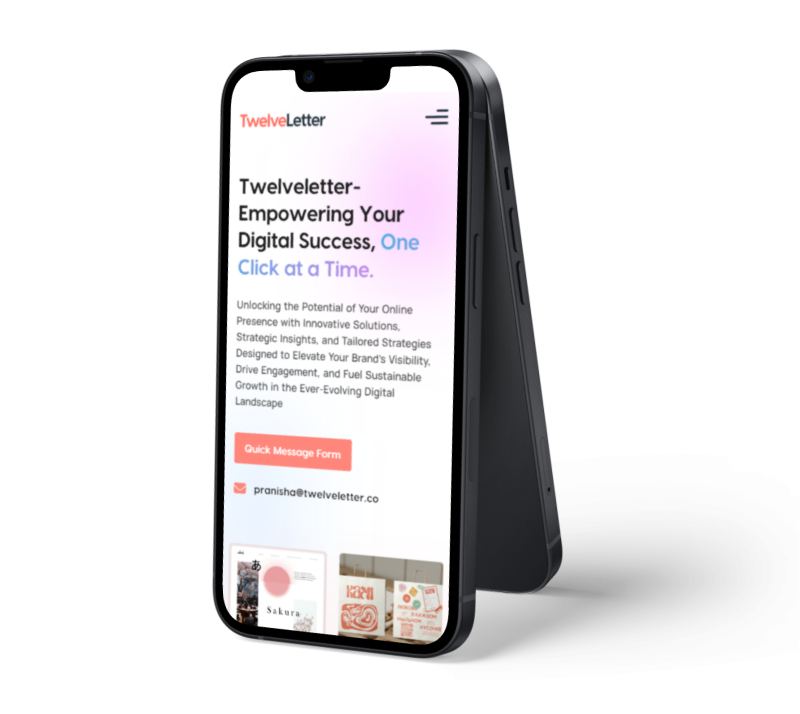 TwelveLetter
Twelveletter-
Empowering Your
Digital Success, One
Click at a Time.
Unlocking the Potential of Your Online
Presence with Innovative Solutions,
Strategic Insights, and Tailored Strategies
Designed to Elevate Your Brand's Visibility,
Drive Engagement, and Fuel Sustainable
Growth in the Ever-Evolving Digital
Landscape
Quick Message Form
pranisha@twelveletter.co
あ
Sakura